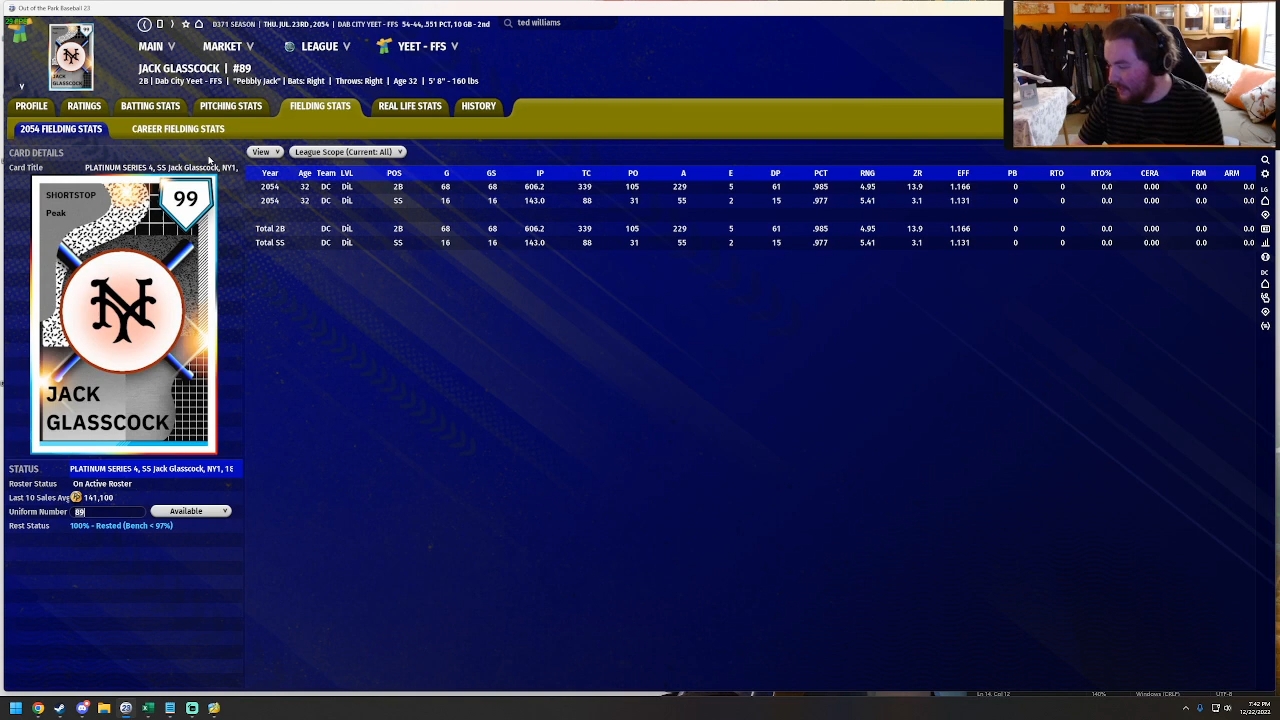 Out of the Park Baseball 23
D371 SEASON | THU. JUL. 23RD, 2054 | DAB CITY YEET - FFS 54-44, .551 PCT, 10 GB - 2nd
ted williams
MAIN MARKET LEAGUE YEET - FFS
JACK GLASSCOCK | #89
2B | Dab City Yeet - FFS | "Pebbly Jack" | Bats: Right | Throws: Right | Age 32 | 5' 8" - 160 lbs
PROFILE RATINGS BATTING STATS PITCHING STATS FIELDING STATS REAL LIFE STATS HISTORY
2054 FIELDING STATS CAREER FIELDING STATS
CARD DETAILS
Card Title PLATINUM SERIES 4, SS Jack Glasscock, NY1,
View League Scope (Current: All)
Year Age Team LVL POS G GS IP TC PO A E DP PCT RNG ZR EFF PB RTO RTO% CERA FRM ARM
2054 32 DC DiL 2B 68 68 606.2 339 105 229 5 61 .985 4.95 13.9 1.166 0 0 0.0 0.00 0.0 0.0
2054 32 DC DiL SS 16 16 143.0 88 31 55 2 15 .977 5.41 3.1 1.131 0 0 0.0 0.00 0.0 0.0
Total 2B DC DiL 2B 68 68 606.2 339 105 229 5 61 .985 4.95 13.9 1.166 0 0 0.0 0.00 0.0 0.0
Total SS DC DiL SS 16 16 143.0 88 31 55 2 15 .977 5.41 3.1 1.131 0 0 0.0 0.00 0.0 0.0
SHORTSTOP
Peak
99
NY
JACK
GLASSCOCK
STATUS PLATINUM SERIES 4, SS Jack Glasscock, NY1, 18
Roster Status On Active Roster
Last 10 Sales Avg 141,100
Uniform Number 89 Available
Rest Status 100% - Rested (Bench < 97%)
LG
DC
Ln 14, Col 12 140% Windows (CRLF) UTF-8
7:42 PM
12/22/2022